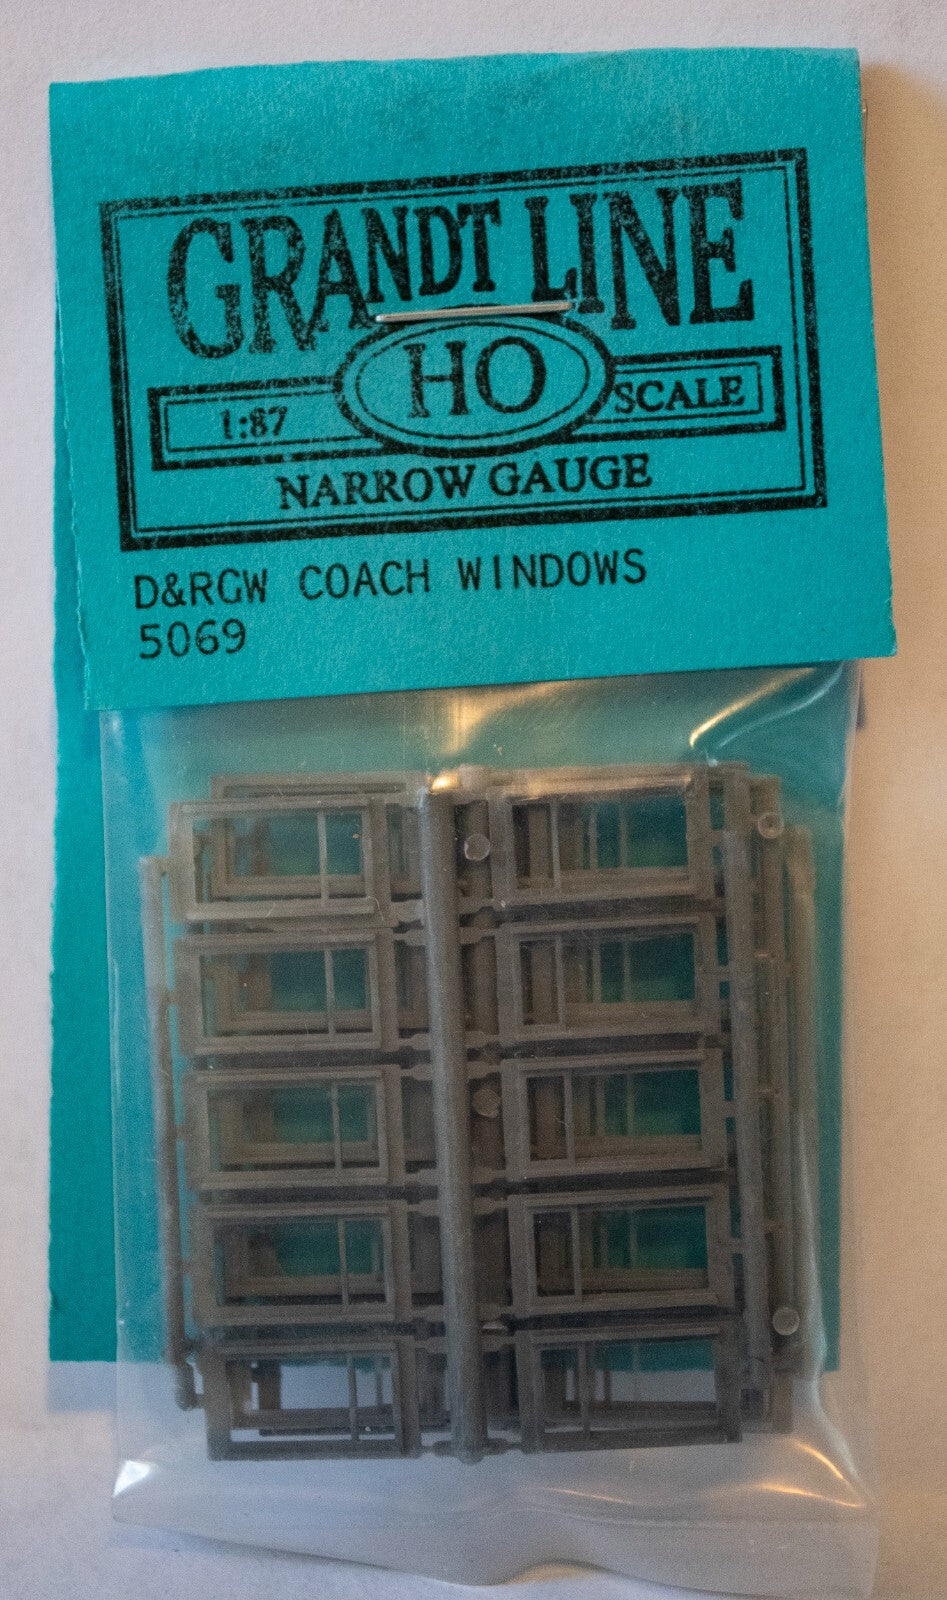 GRANDT LINE
HO
1:87 SCALE
NARROW GAUGE
D&RGW COACH WINDOWS
5069